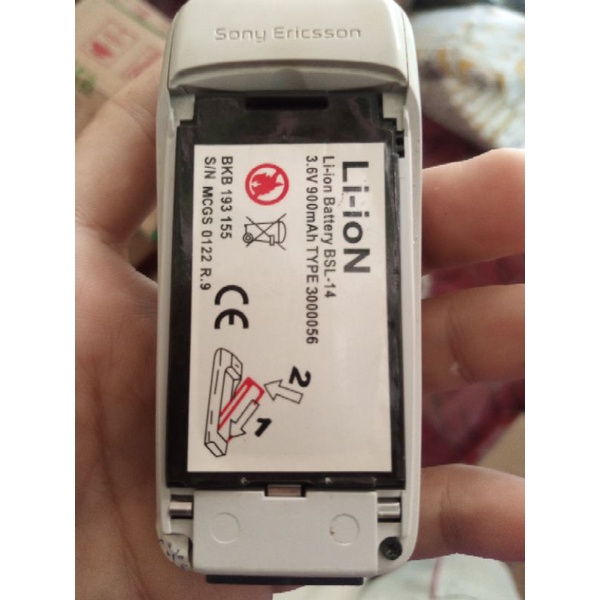 Sony Ericsson
Li-ioN
Li-ion Battery BSL-14
3.6V 900mAh TYPE 3000056
BKB 193 155
S/N MCGS 0122 R.9
CE
2
1